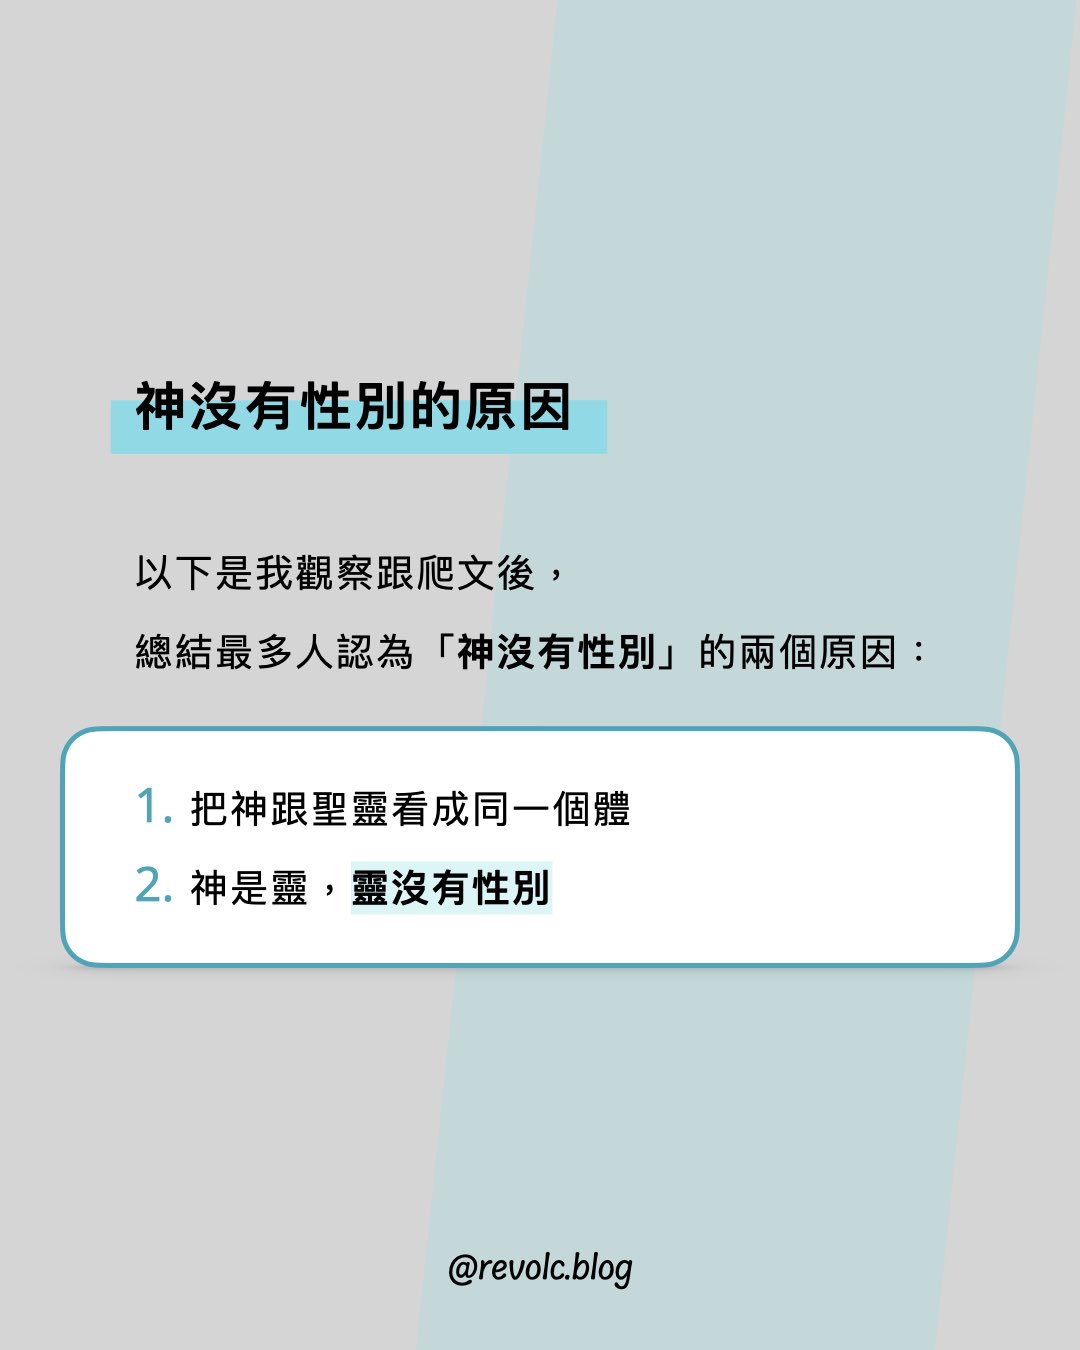 神沒有性別的原因
以下是我觀察跟爬文後，
總結最多人認為「神沒有性別」的兩個原因：
1. 把神跟聖靈看成同一個體
2. 神是靈，靈沒有性別
@revolc.blog